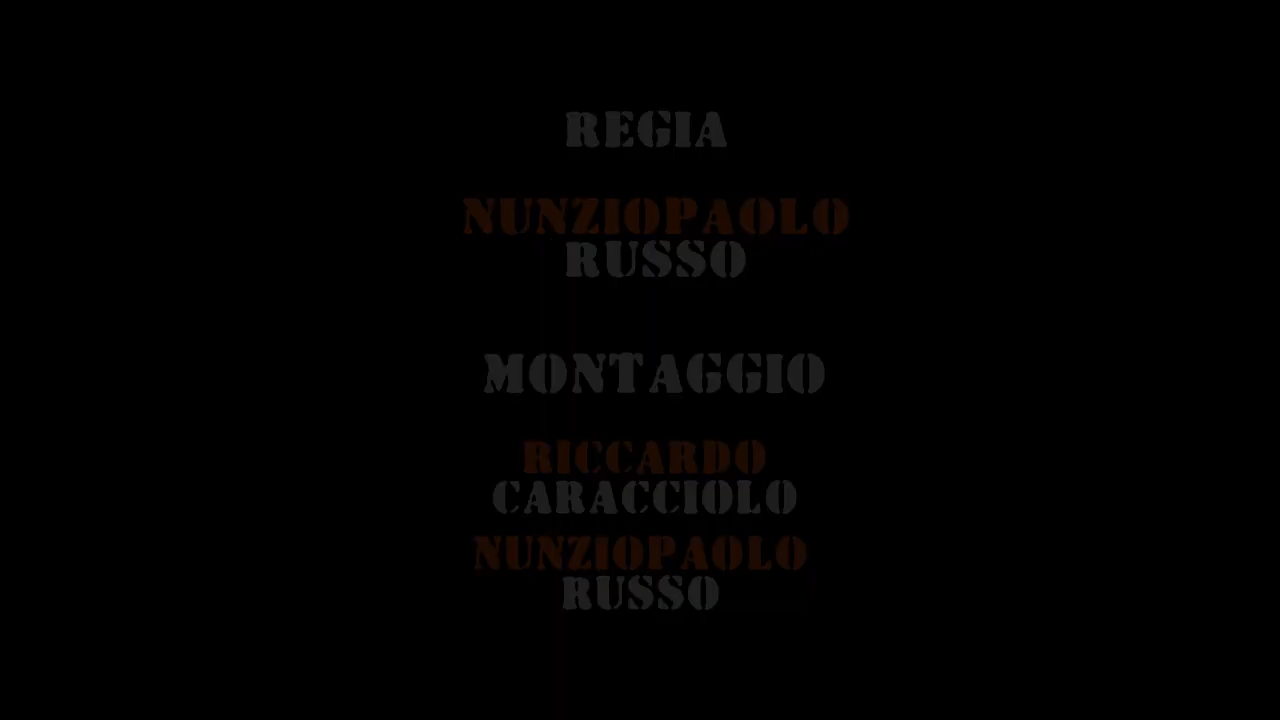 REGIA
NUNZIOPAOLO
RUSSO
MONTAGGIO
RICCARDO
CARACCIOLO
NUNZIOPAOLO
RUSSO